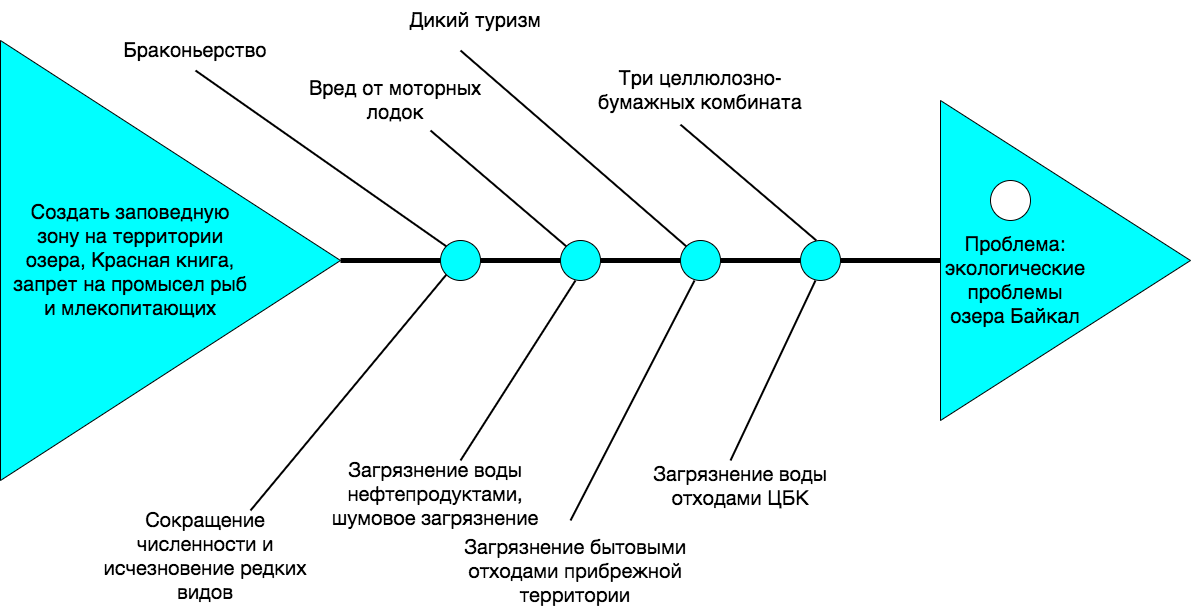 Дикий туризм
Браконьерство
Вред от моторных
лодок
Три целлюлозно-
бумажных комбината
Создать заповедную
зону на территории
озера, Красная книга,
запрет на промысел рыб
и млекопитающих
Проблема:
экологические
проблемы
озера Байкал
Сокращение
численности и
исчезновение редких
видов
Загрязнение воды
нефтепродуктами,
шумовое загрязнение
Загрязнение бытовыми
отходами прибрежной
территории
Загрязнение воды
отходами ЦБК